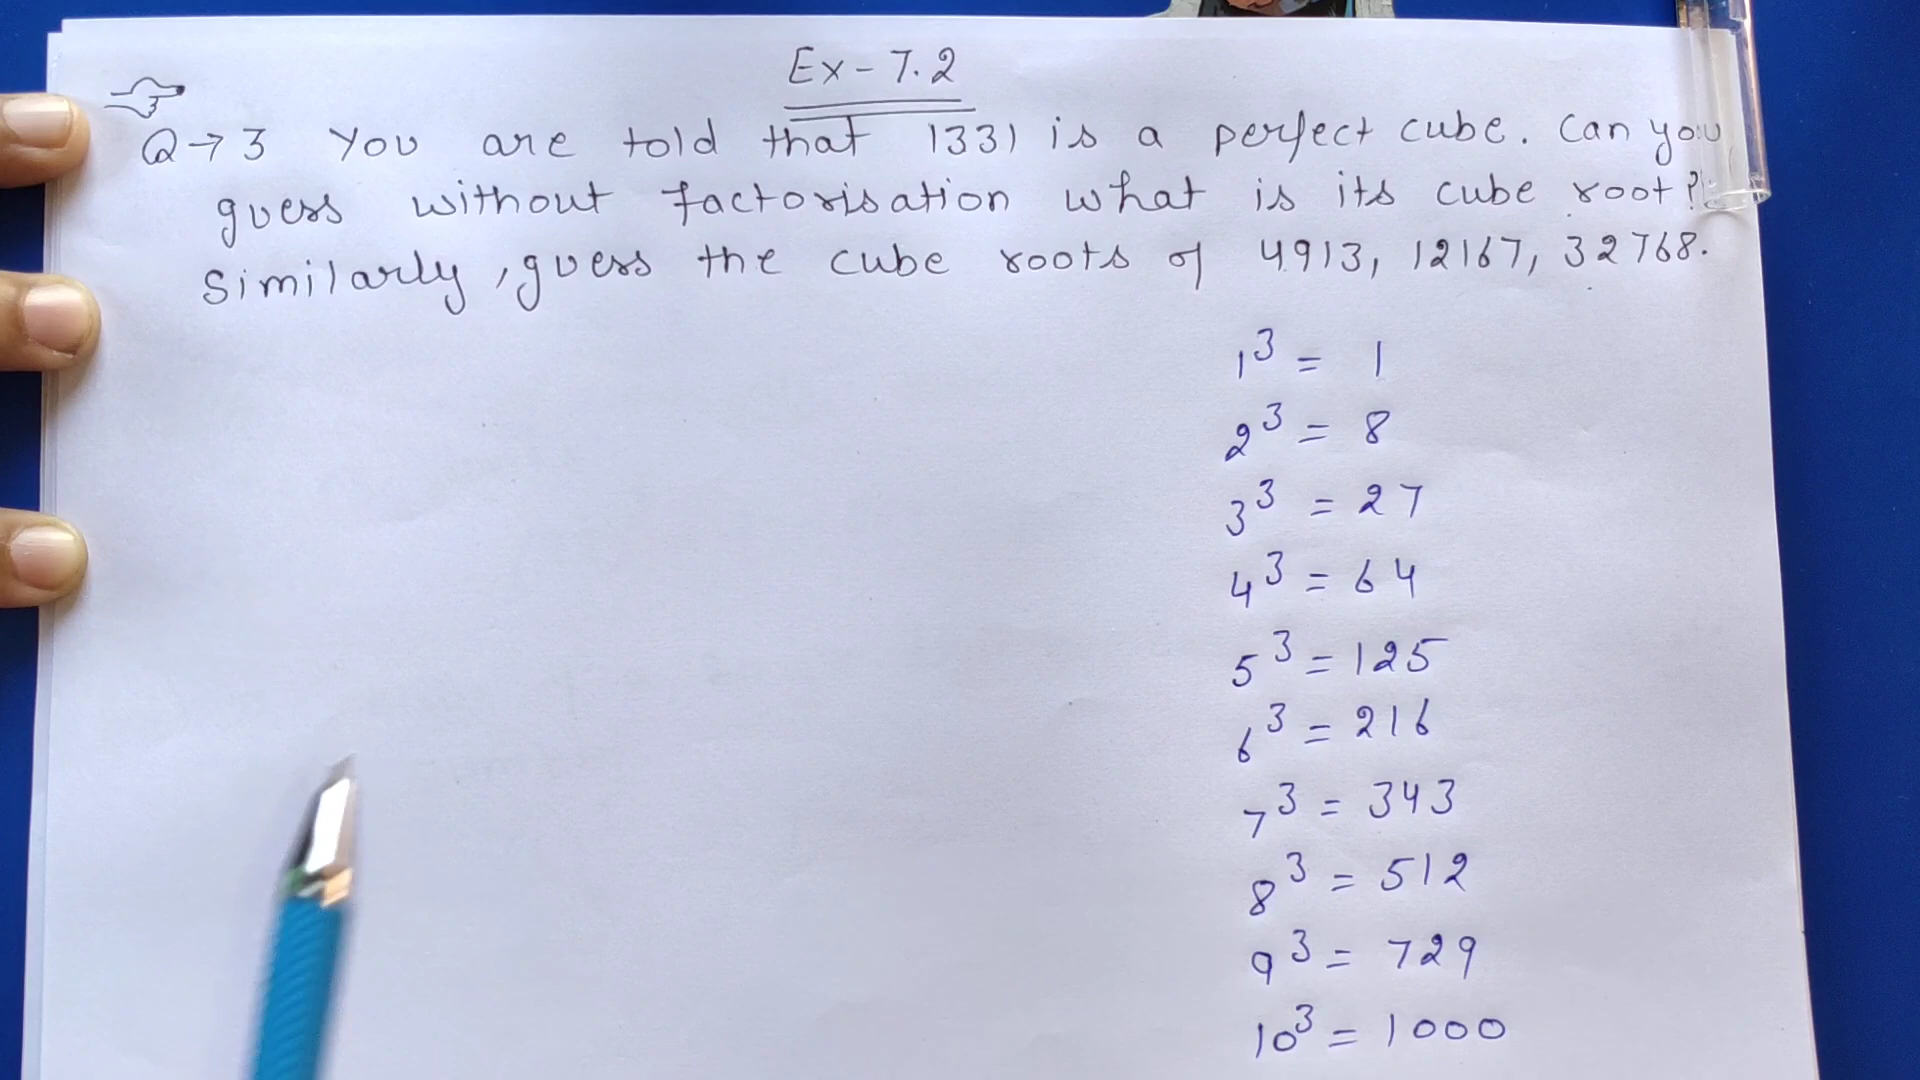 Ex-7.2
Q→3 You are told that 1331 is a perfect cube. Can you
guess without factorisation what is its cube root?
Similarly, guess the cube roots of 4913, 12167, 32768.
1³ = 1
2³ = 8
3³ = 27
4³ = 64
5³ = 125
6³ = 216
7³ = 343
8³ = 512
9³ = 729
10³ = 1000